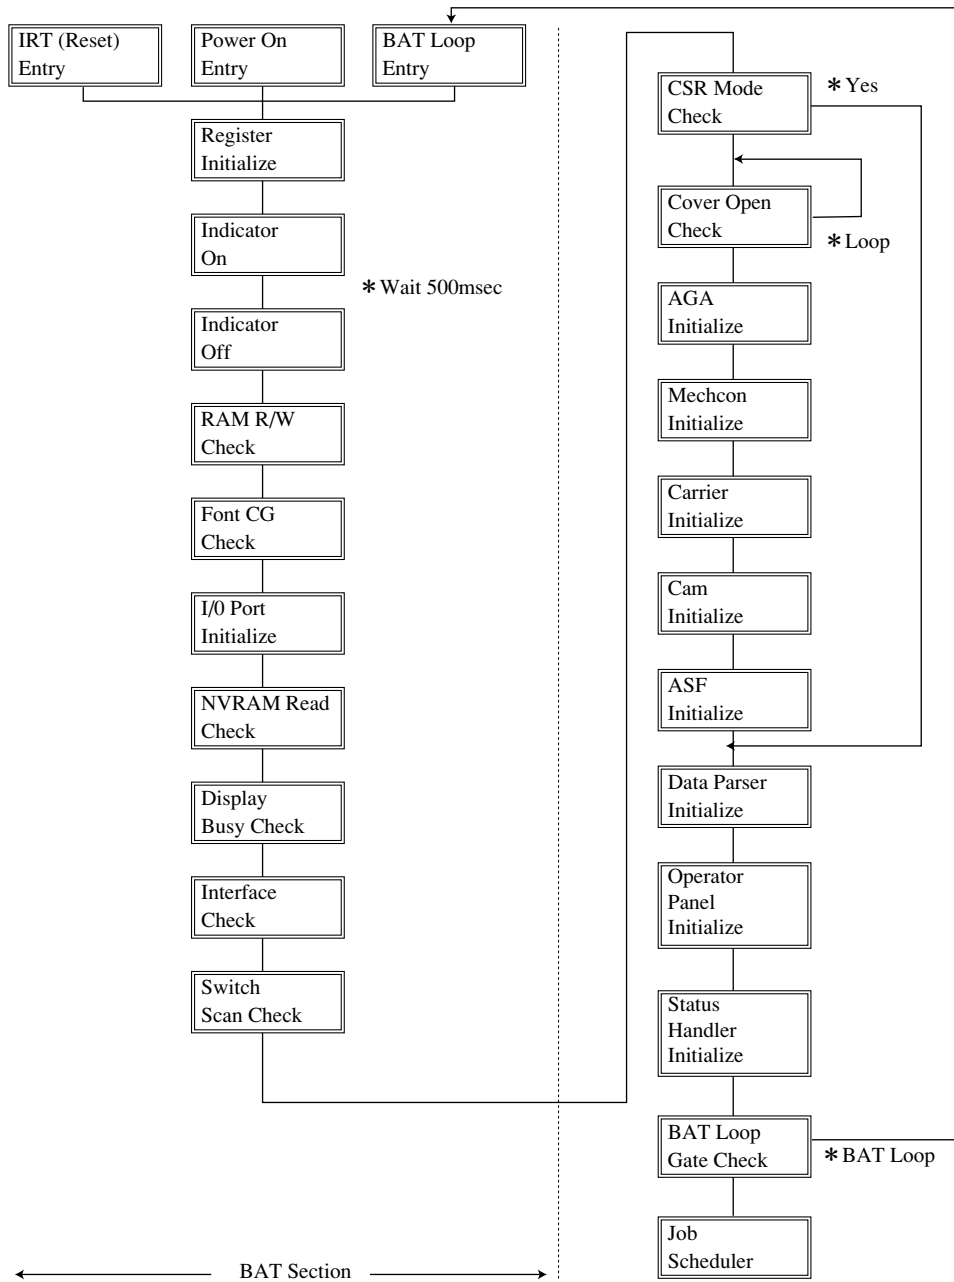 IRT (Reset)
Entry
Power On
Entry
BAT Loop
Entry
Register
Initialize
Indicator
On
* Wait 500msec
Indicator
Off
RAM R/W
Check
Font CG
Check
I/0 Port
Initialize
NVRAM Read
Check
Display
Busy Check
Interface
Check
Switch
Scan Check
BAT Section
CSR Mode
Check
* Yes
Cover Open
Check
* Loop
AGA
Initialize
Mechcon
Initialize
Carrier
Initialize
Cam
Initialize
ASF
Initialize
Data Parser
Initialize
Operator
Panel
Initialize
Status
Handler
Initialize
BAT Loop
Gate Check
* BAT Loop
Job
Scheduler